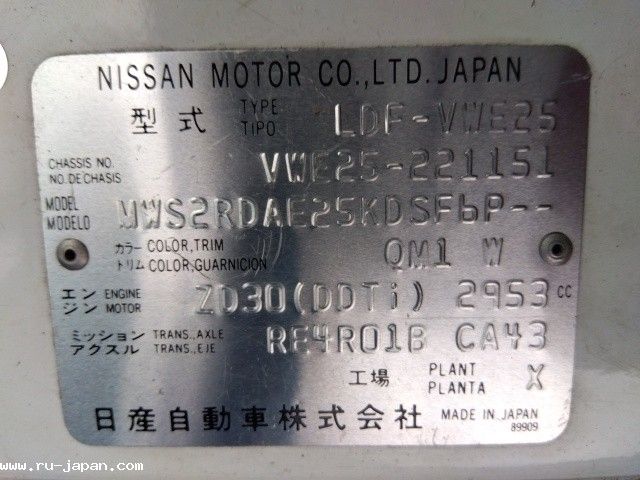 NISSAN MOTOR CO.,LTD. JAPAN
型式 TYPE TIPO LDF-VWE25
CHASSIS NO. NO.DE CHASIS VWE25-221151
MODEL MODELO MWS2RDAE25KDSFbP--
カラー COLOR,TRIM
トリム COLOR,GUARNICION QM1 W
エンジン ENGINE MOTOR ZD30(DDTi) 2953 CC
ミッション TRANS.,AXLE
アクスル TRANS.,EJE RE4R01B CA43
工場 PLANT PLANTA X
日産自動車株式会社 MADE IN JAPAN
89909
www.ru-japan.com